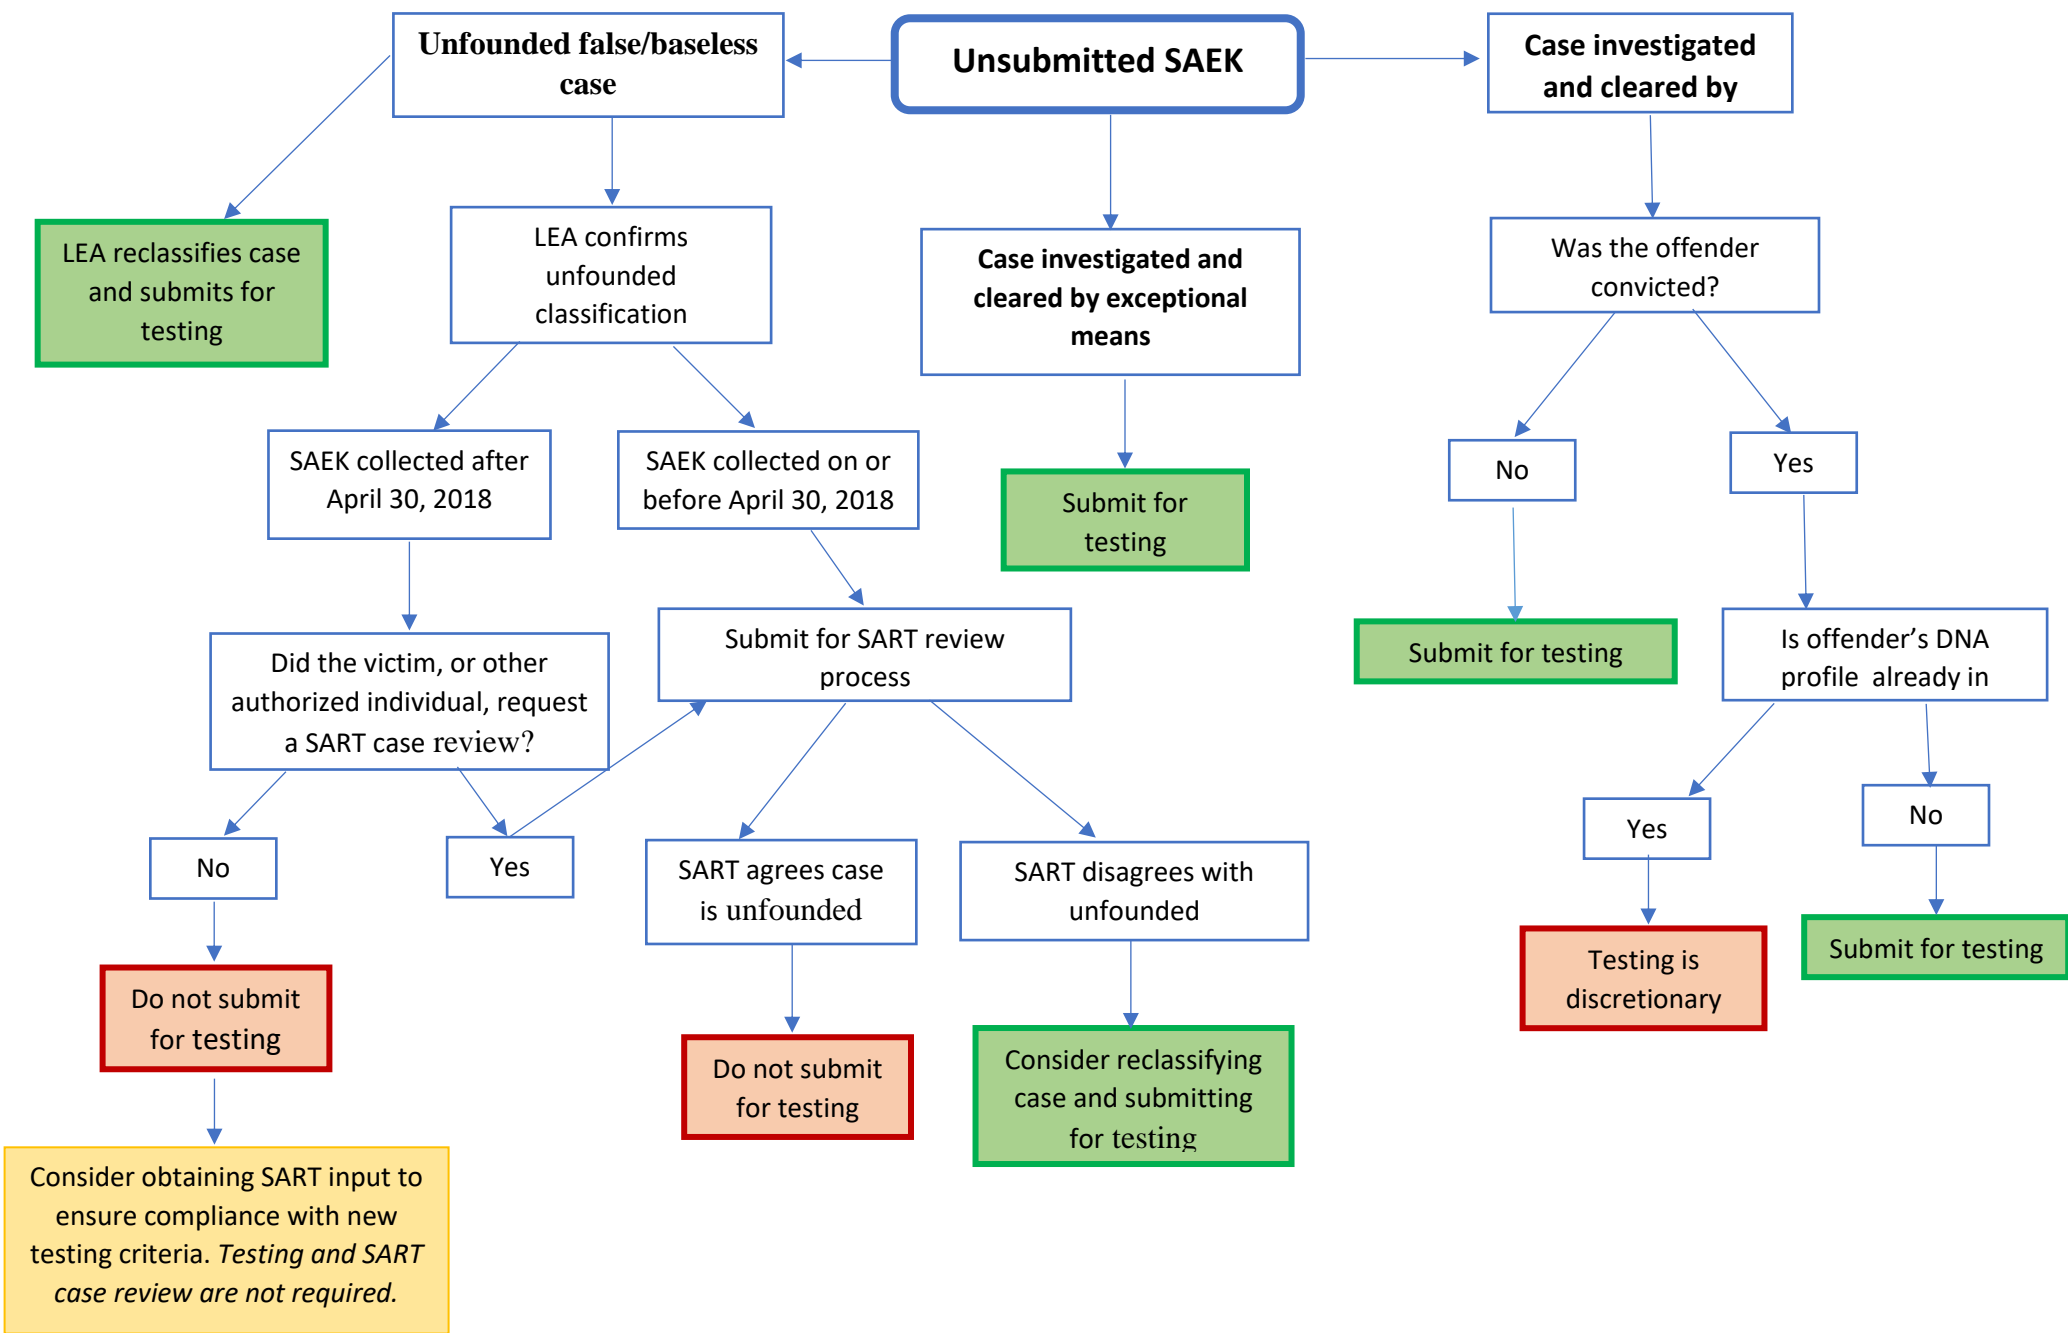 Unfounded false/baseless
case
Unsubmitted SAEK
Case investigated
and cleared by
LEA reclassifies case
and submits for
testing
LEA confirms
unfounded
classification
Case investigated and
cleared by exceptional
means
Was the offender
convicted?
SAEK collected after
April 30, 2018
SAEK collected on or
before April 30, 2018
Submit for
testing
No
Yes
Did the victim, or other
authorized individual, request
a SART case review?
Submit for SART review
process
Submit for testing
Is offender’s DNA
profile  already in
No
Yes
SART agrees case
is unfounded
SART disagrees with
unfounded
Yes
No
Do not submit
for testing
Do not submit
for testing
Consider reclassifying
case and submitting
for testing
Testing is
discretionary
Submit for testing
Consider obtaining SART input to
ensure compliance with new
testing criteria. Testing and SART
case review are not required.